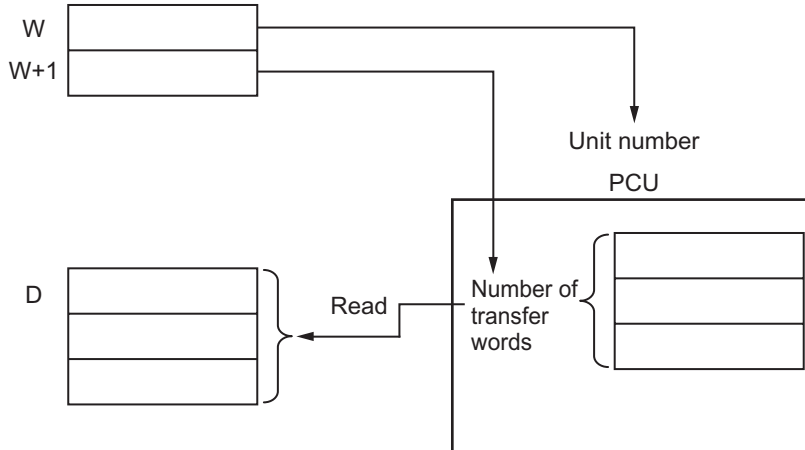 W
W+1
Unit number
PCU
D
Read
Number of
transfer
words